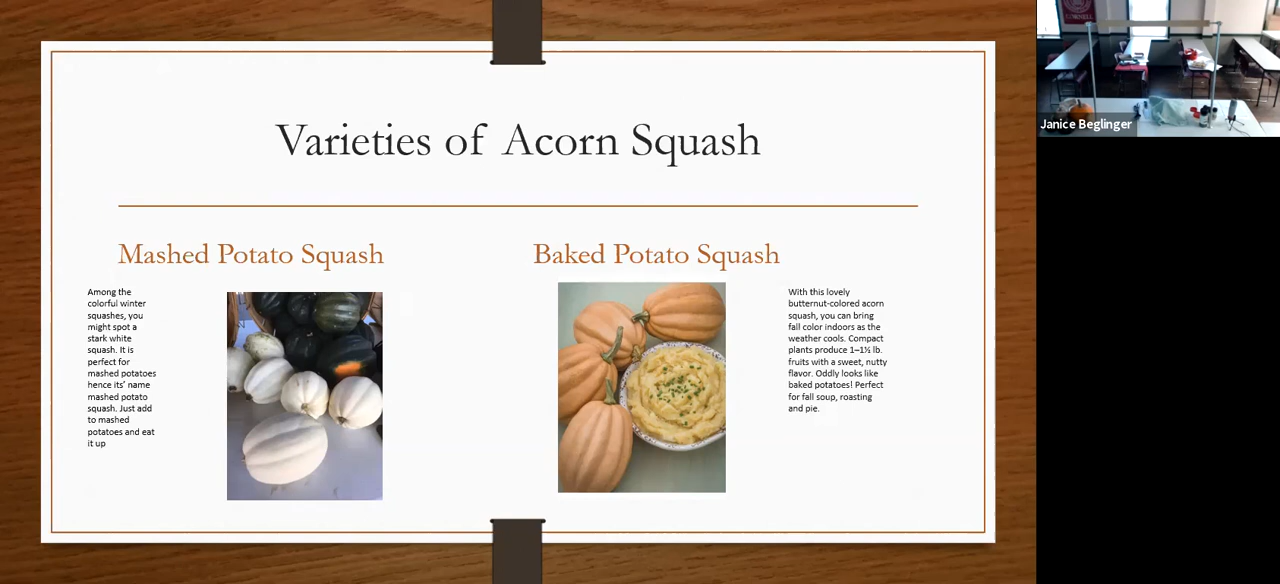 Varieties of Acorn Squash
Mashed Potato Squash
Among the
colorful winter
squashes, you
might spot a
stark white
squash. It is
perfect for
mashed potatoes
hence its' name
mashed potato
squash. Just add
to mashed
potatoes and eat
it up
Baked Potato Squash
With this lovely
butternut-colored acorn
squash, you can bring
fall color indoors as the
weather cools. Compact
plants produce 1–1½ lb.
fruits with a sweet, nutty
flavor. Oddly looks like
baked potatoes! Perfect
for fall soup, roasting
and pie.
CORNELL
Janice Beglinger